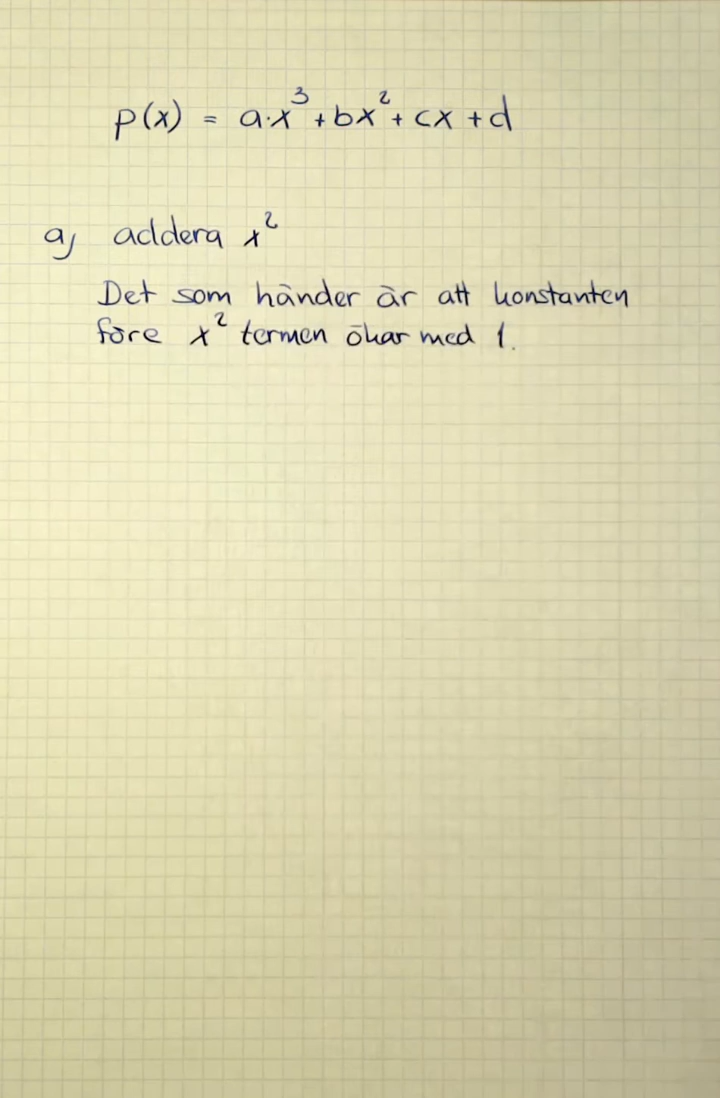 p(x) = a·x³ + bx² + cx + d
a) addera x²
Det som händer är att konstanten
före x² termen ökar med 1.